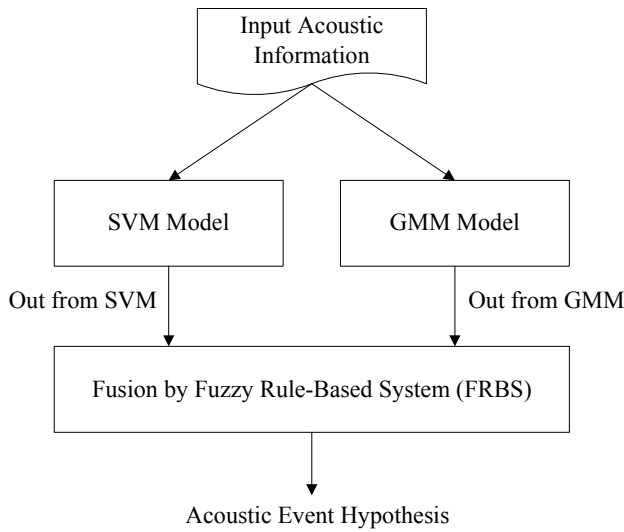 Input Acoustic
Information
SVM Model
GMM Model
Out from SVM
Out from GMM
Fusion by Fuzzy Rule-Based System (FRBS)
Acoustic Event Hypothesis